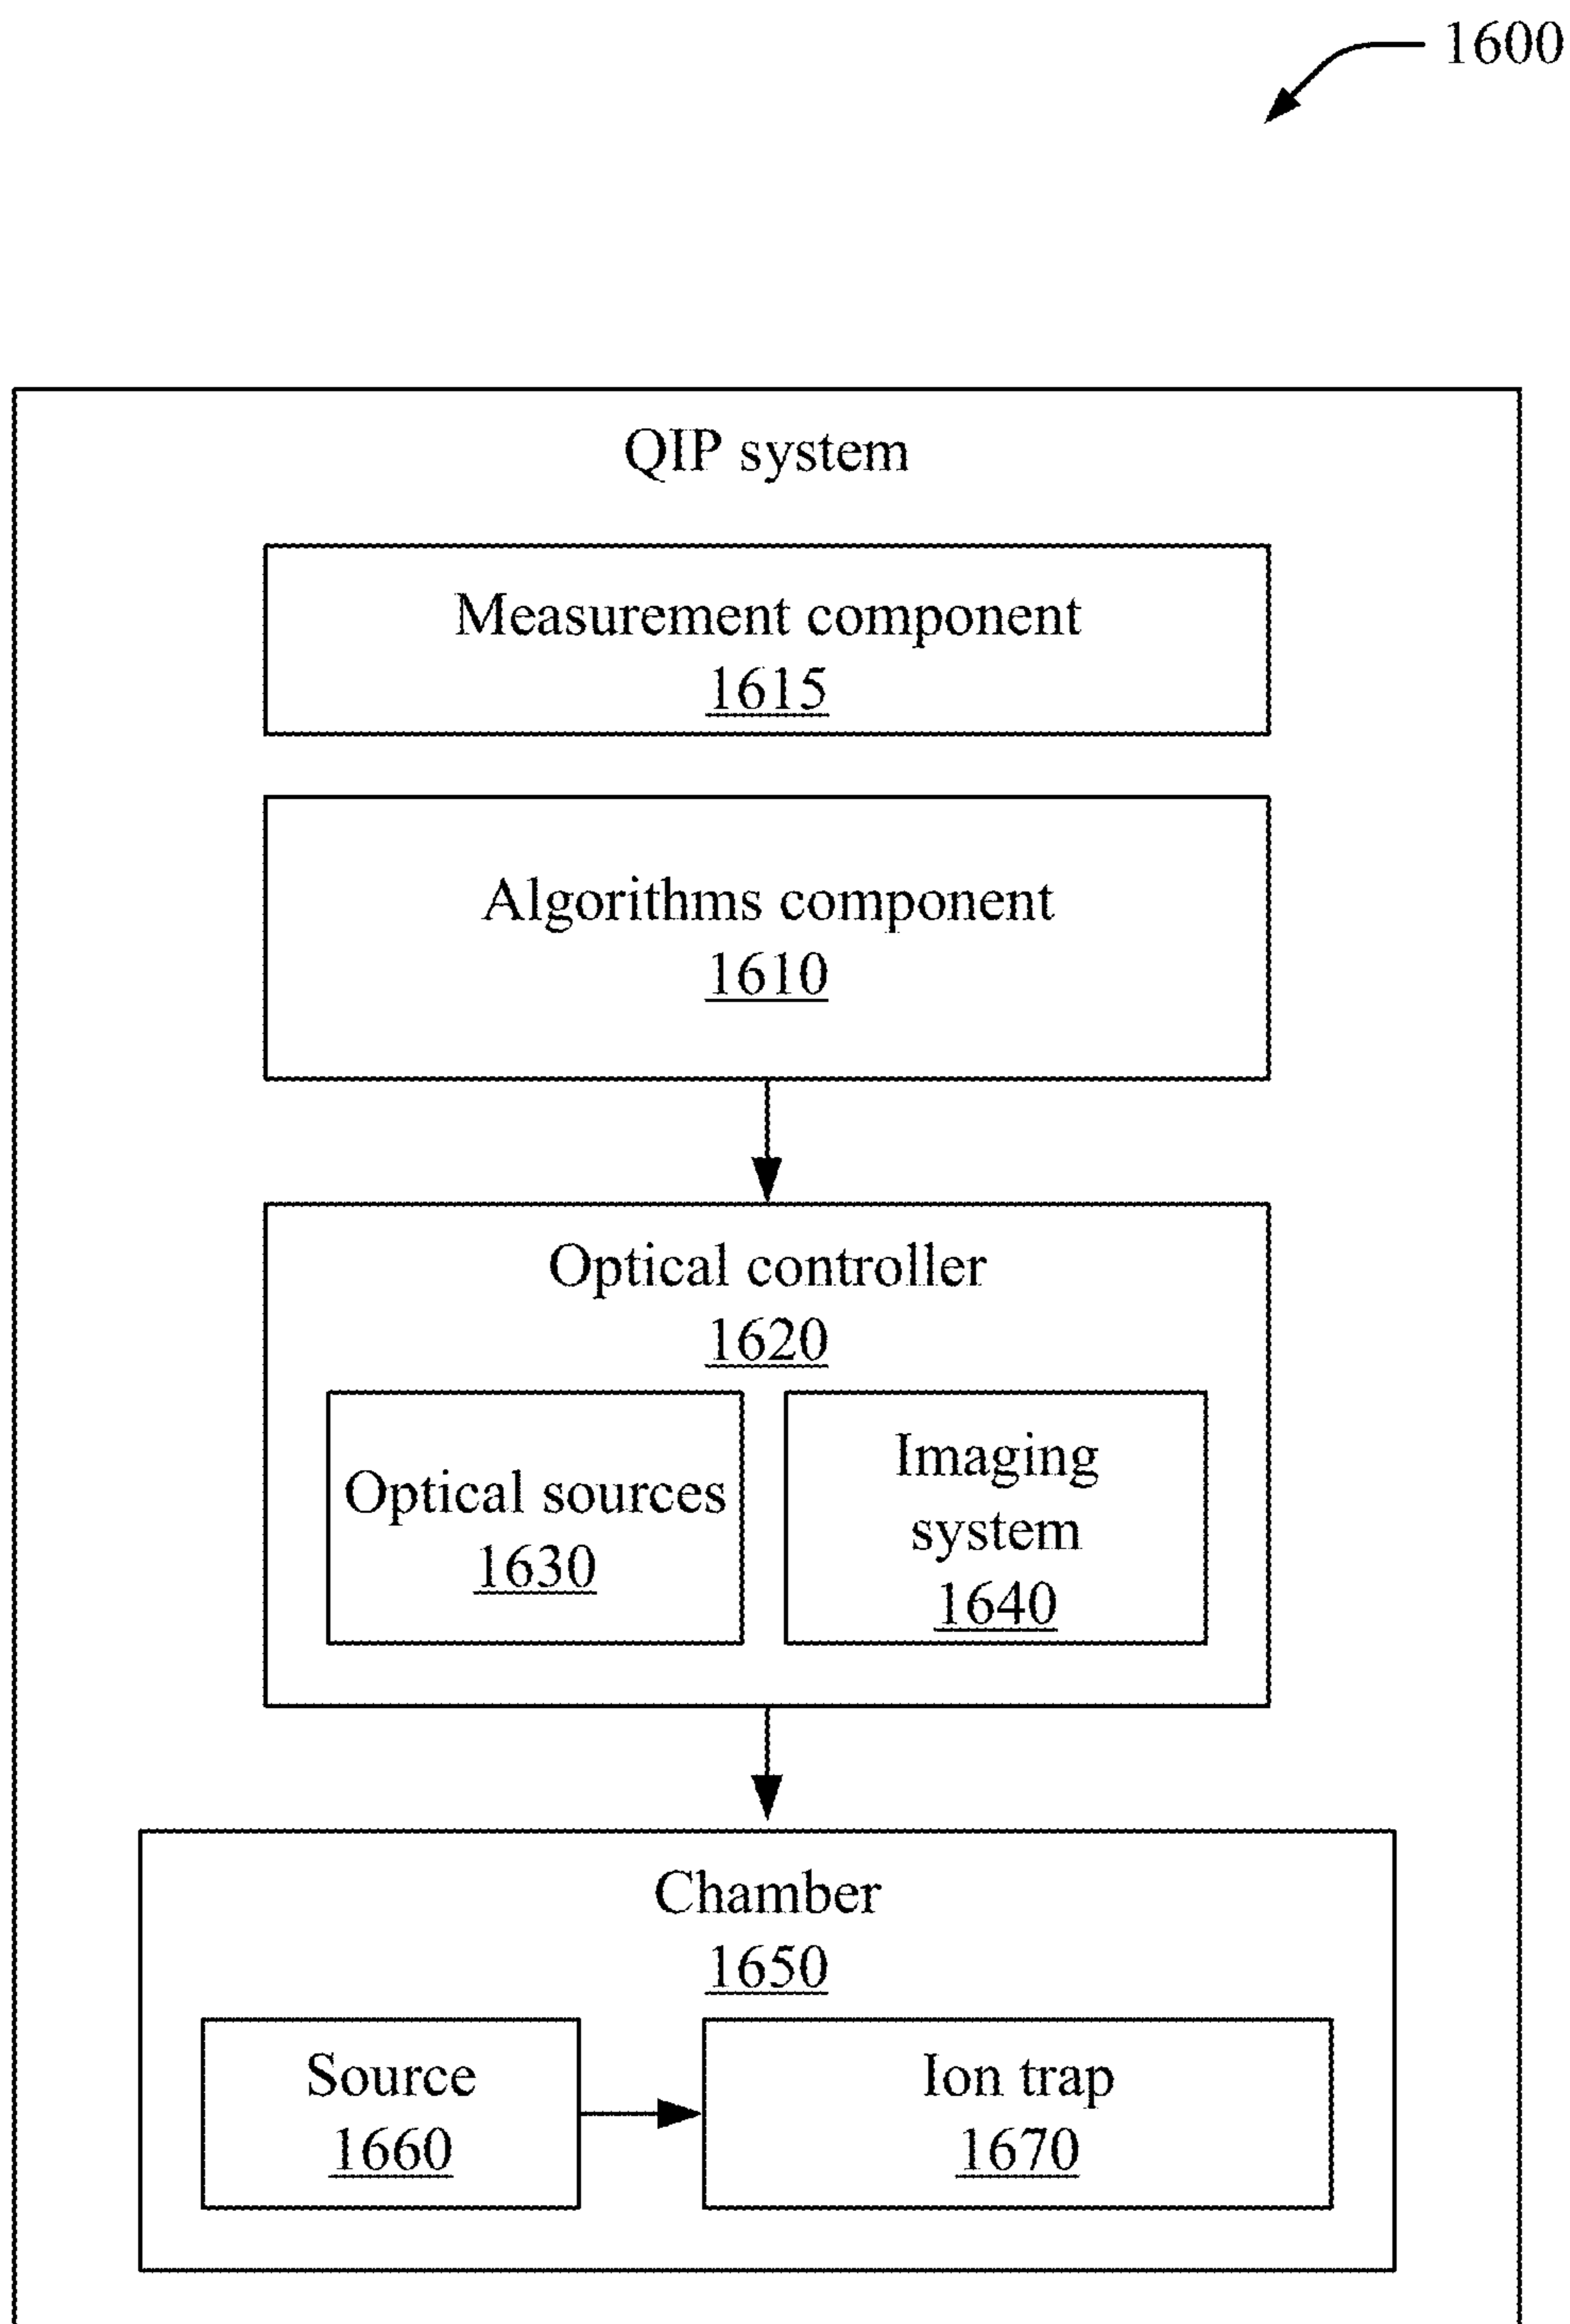 1600
QIP system
Measurement component
1615
Algorithms component
1610
Optical controller
1620
Optical sources
1630
Imaging
system
1640
Chamber
1650
Source
1660
Ion trap
1670